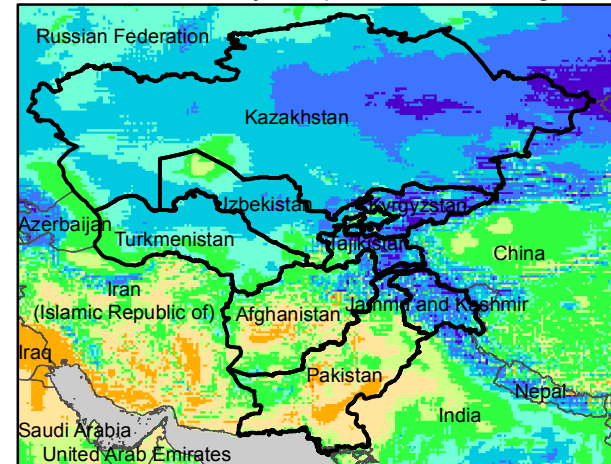 Russian Federation
Kazakhstan
Uzbekistan
Kyrgyzstan
Azerbaijan
Turkmenistan
Tajikistan
China
Iran
(Islamic Republic of)
Afghanistan
Jammu and Kashmir
Iraq
Pakistan
Nepal
India
Saudi Arabia
United Arab Emirates